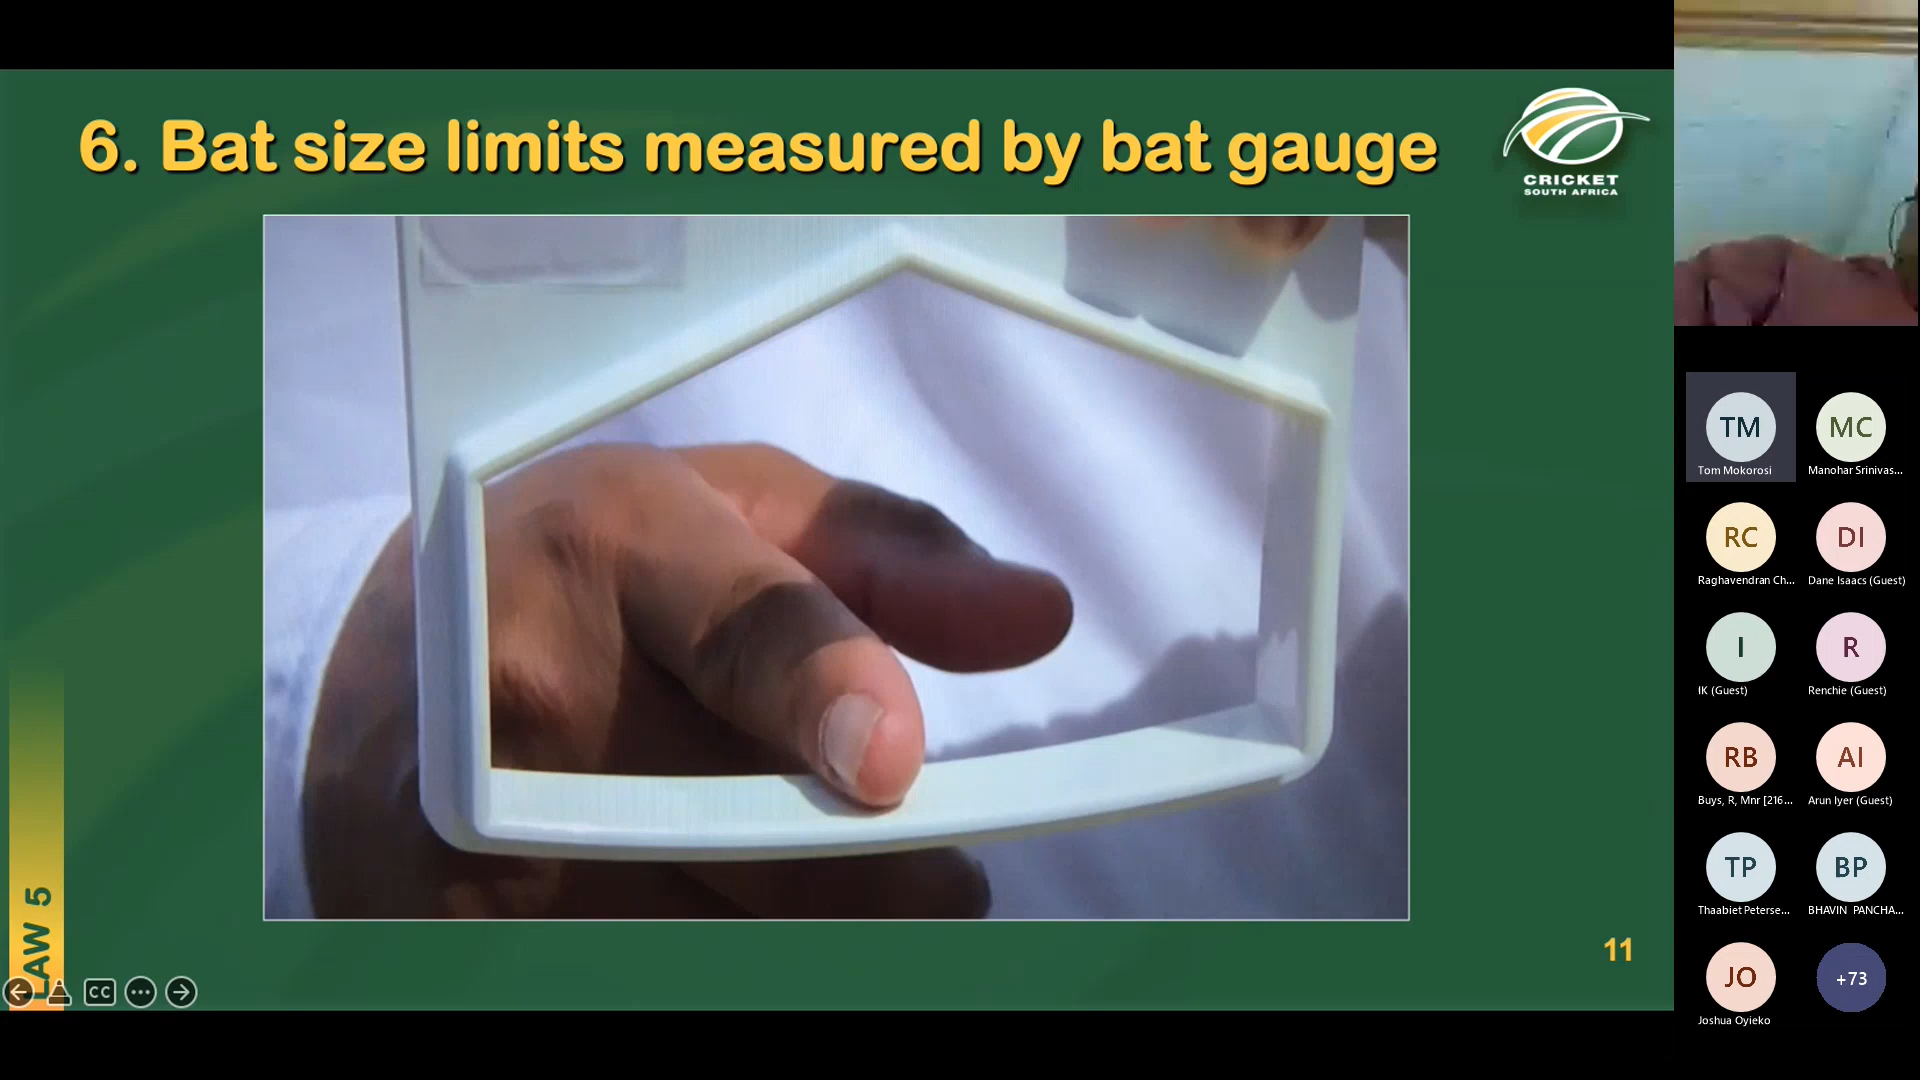 6. Bat size limits measured by bat gauge
CRICKET
SOUTH AFRICA
LAW 5
CC
11
TM
Tom Mokorosi
MC
Manohar Srinivas...
RC
Raghavendran Ch...
DI
Dane Isaacs (Guest)
I
IK (Guest)
R
Renchie (Guest)
RB
Buys, R, Mnr [216...
AI
Arun Iyer (Guest)
TP
Thaabiet Peterse...
BP
BHAVIN PANCHA...
JO
Joshua Oyieko
+73